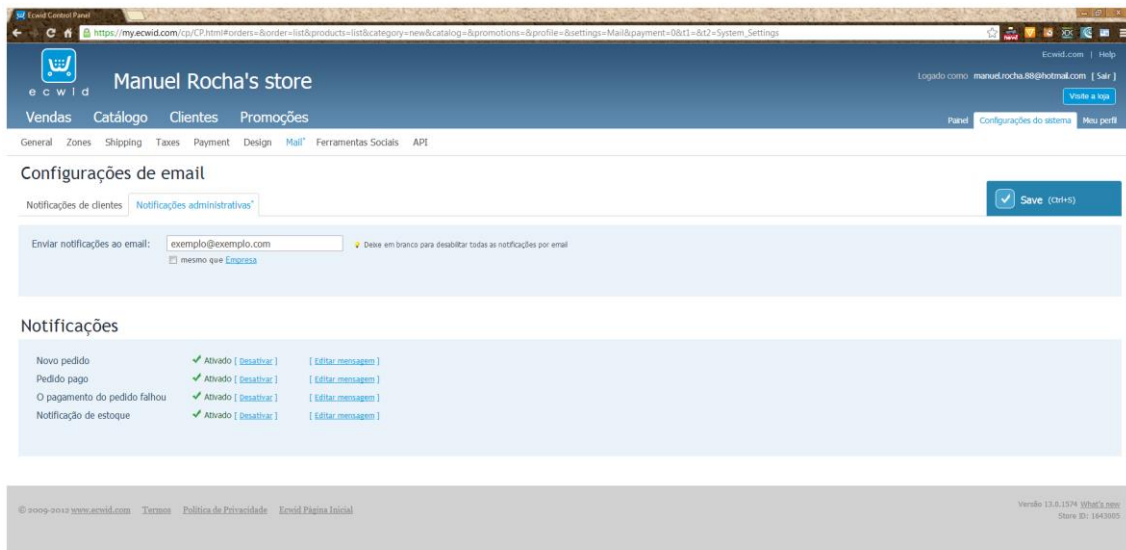 Ecwid Control Panel
https://my.ecwid.com/cp/CP.html#orders=&order=list&products=list&category=new&catalog=&promotions=&profile=&settings=Mail&payment=0&t1=&t2=System_Settings
Ecwid.com | Help
ecwid
Manuel Rocha's store
Logado como manuel.rocha.88@hotmail.com [ Sair ]
Visite a loja
Vendas Catálogo Clientes Promoções
Painel Configurações do sistema Meu perfil
General Zones Shipping Taxes Payment Design Mail* Ferramentas Sociais API
Configurações de email
Notificações de clientes Notificações administrativas*
Save (Ctrl+S)
Enviar notificações ao email: exemplo@exemplo.com Deixe em branco para desabilitar todas as notificações por email
mesmo que Empresa
Notificações
Novo pedido Ativado [ Desativar ] [ Editar mensagem ]
Pedido pago Ativado [ Desativar ] [ Editar mensagem ]
O pagamento do pedido falhou Ativado [ Desativar ] [ Editar mensagem ]
Notificação de estoque Ativado [ Desativar ] [ Editar mensagem ]
© 2009-2012 www.ecwid.com Termos Política de Privacidade Ecwid Página Inicial
Versão 13.0.1574 What's new
Store ID: 1643005